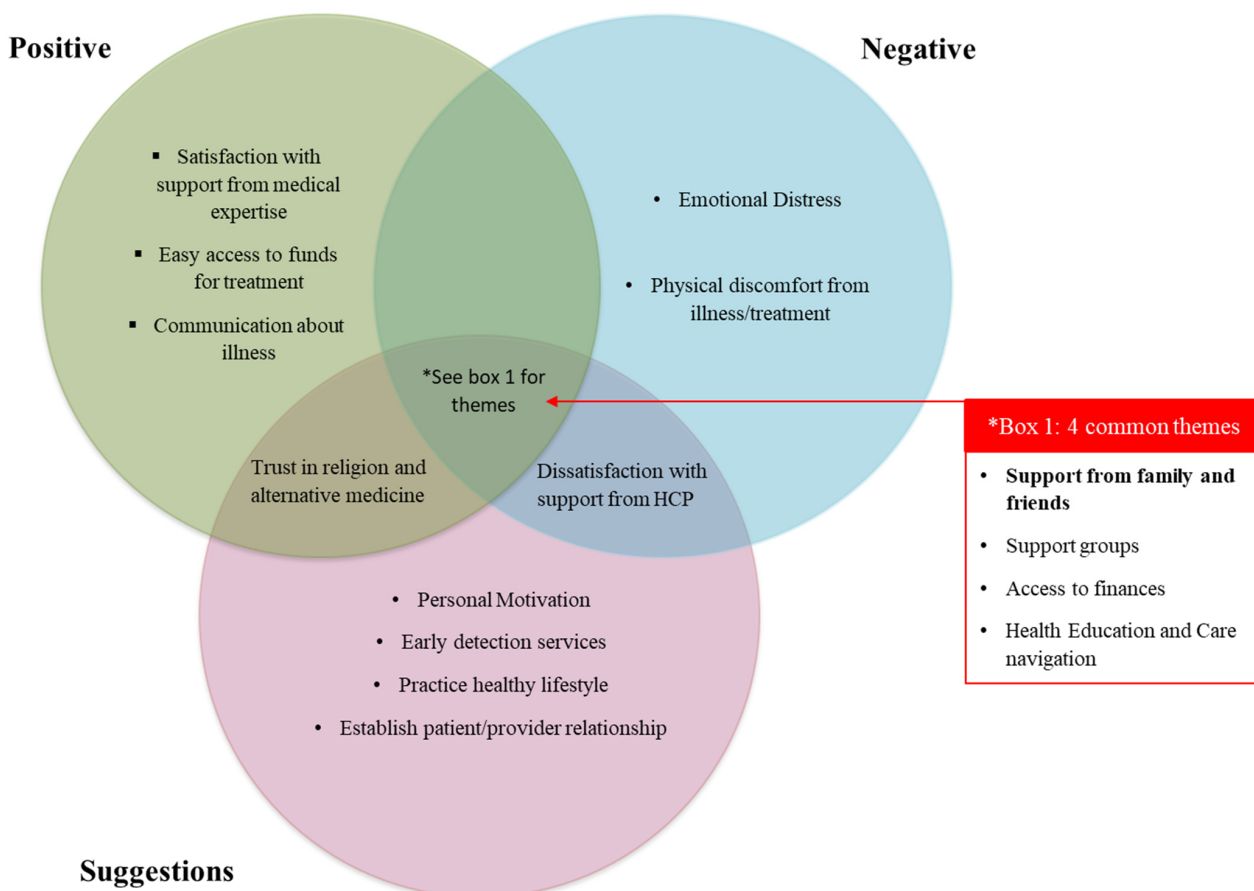 Positive
Negative
▪ Satisfaction with
support from medical
expertise
▪ Easy access to funds
for treatment
▪ Communication about
illness
• Emotional Distress
• Physical discomfort from
illness/treatment
*See box 1 for
themes
Trust in religion and
alternative medicine
Dissatisfaction with
support from HCP
• Personal Motivation
• Early detection services
• Practice healthy lifestyle
• Establish patient/provider relationship
Suggestions
*Box 1: 4 common themes
• Support from family and
friends
• Support groups
• Access to finances
• Health Education and Care
navigation